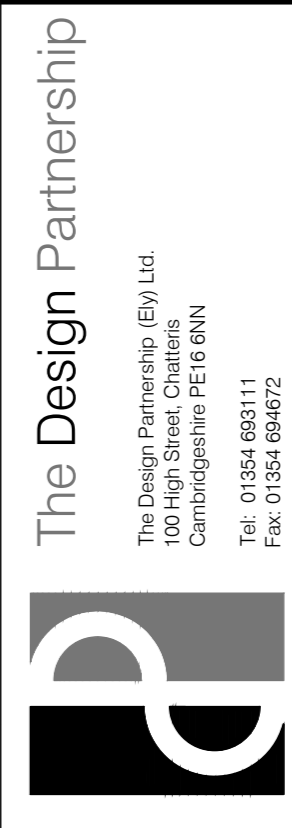 The Design Partnership
The Design Partnership (Ely) Ltd.
100 High Street, Chatteris
Cambridgeshire PE16 6NN
Tel: 01354 693111
Fax: 01354 694672